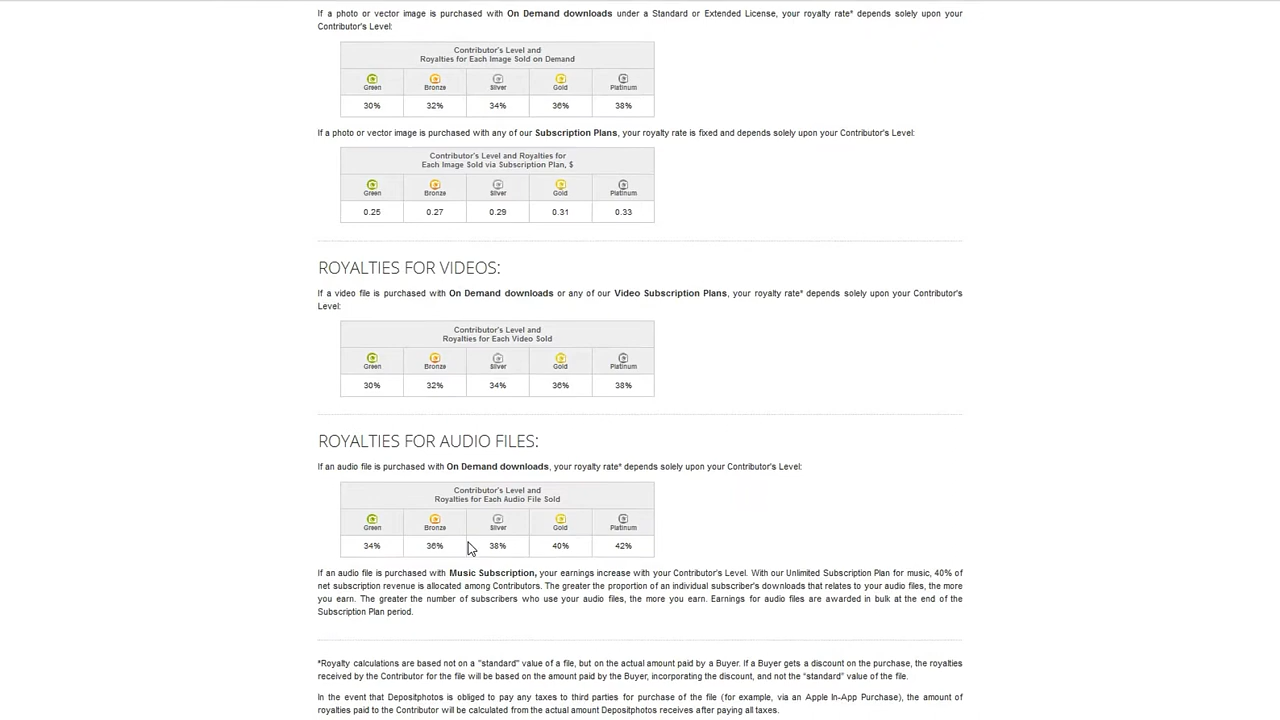 If a photo or vector image is purchased with On Demand downloads under a Standard or Extended License, your royalty rate* depends solely upon your
Contributor's Level:
Contributor's Level and
Royalties for Each Image Sold on Demand
Green Bronze Silver Gold Platinum
30% 32% 34% 36% 38%
If a photo or vector image is purchased with any of our Subscription Plans, your royalty rate is fixed and depends solely upon your Contributor's Level:
Contributor's Level and Royalties for
Each Image Sold via Subscription Plan, $
Green Bronze Silver Gold Platinum
0.25 0.27 0.29 0.31 0.33
ROYALTIES FOR VIDEOS:
If a video file is purchased with On Demand downloads or any of our Video Subscription Plans, your royalty rate* depends solely upon your Contributor's
Level:
Contributor's Level and
Royalties for Each Video Sold
Green Bronze Silver Gold Platinum
30% 32% 34% 36% 38%
ROYALTIES FOR AUDIO FILES:
If an audio file is purchased with On Demand downloads, your royalty rate* depends solely upon your Contributor's Level:
Contributor's Level and
Royalties for Each Audio File Sold
Green Bronze Silver Gold Platinum
34% 36% 38% 40% 42%
If an audio file is purchased with Music Subscription, your earnings increase with your Contributor's Level. With our Unlimited Subscription Plan for music, 40% of
net subscription revenue is allocated among Contributors. The greater the proportion of an individual subscriber's downloads that relates to your audio files, the more
you earn. The greater the number of subscribers who use your audio files, the more you earn. Earnings for audio files are awarded in bulk at the end of the
Subscription Plan period.
*Royalty calculations are based not on a "standard" value of a file, but on the actual amount paid by a Buyer. If a Buyer gets a discount on the purchase, the royalties
received by the Contributor for the file will be based on the amount paid by the Buyer, incorporating the discount, and not the "standard" value of the file.
In the event that Depositphotos is obliged to pay any taxes to third parties for purchase of the file (for example, via an Apple In-App Purchase), the amount of
royalties paid to the Contributor will be calculated from the actual amount Depositphotos receives after paying all taxes.